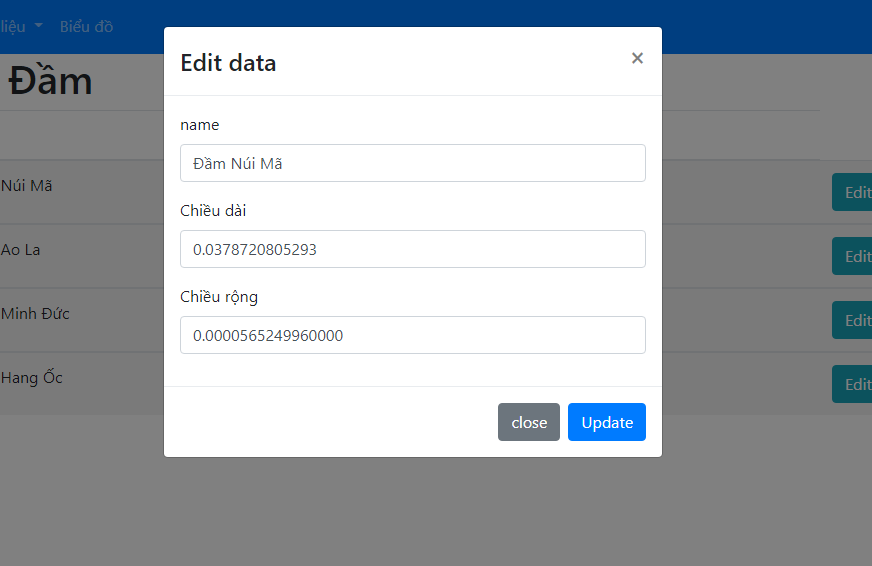 liệu Biểu đồ
Đầm
Edit data ×
name
Đầm Núi Mã
Chiều dài
0.0378720805293
Chiều rộng
0.0000565249960000
close Update
Núi Mã Edit
Ao La Edit
Minh Đức Edit
Hang Ốc Edit